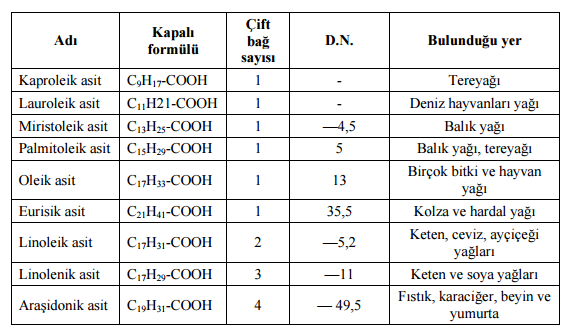 Adı Kapalı formülü Çift bağ sayısı D.N. Bulunduğu yer
Kaproleik asit C₉H₁₇-COOH 1 - Tereyağı
Lauroleik asit C₁₁H21-COOH 1 - Deniz hayvanları yağı
Miristoleik asit C₁₃H₂₅-COOH 1 —4,5 Balık yağı
Palmitoleik asit C₁₅H₂₉-COOH 1 5 Balık yağı, tereyağı
Oleik asit C₁₇H₃₃-COOH 1 13 Birçok bitki ve hayvan yağı
Eurisik asit C₂₁H₄₁-COOH 1 35,5 Kolza ve hardal yağı
Linoleik asit C₁₇H₃₁-COOH 2 —5,2 Keten, ceviz, ayçiçeği yağları
Linolenik asit C₁₇H₂₉-COOH 3 —11 Keten ve soya yağları
Araşidonik asit C₁₉H₃₁-COOH 4 — 49,5 Fıstık, karaciğer, beyin ve yumurta